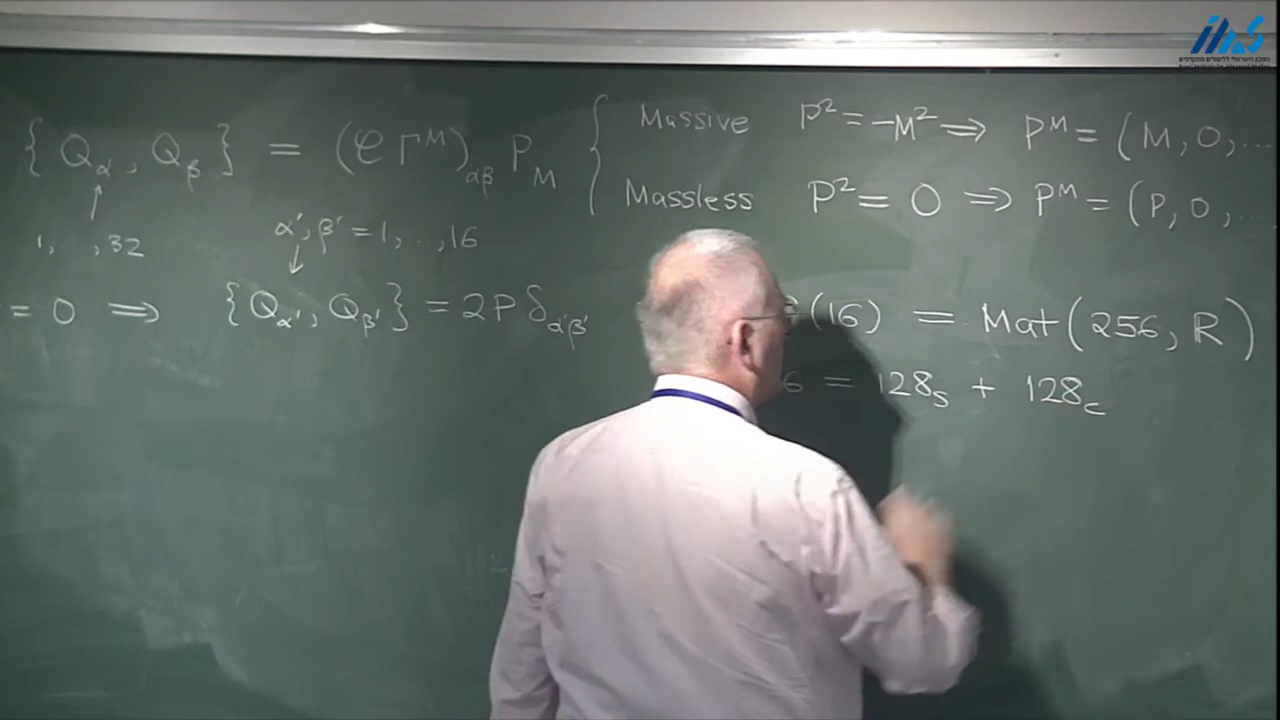 {Q_α, Q_β} = (𝒞Γ^M)_αβ P_M { Massive P² = -M² ⇒ P^M = (M, 0, ...
Massless P² = 0 ⇒ P^M = (P, 0, ...
1, .., 32
α', β' = 1, .., 16
= 0 ⇒ {Q_α', Q_β'} = 2P δ_α'β'
(16) = Mat(256, R)
6 = 128_s + 128_c